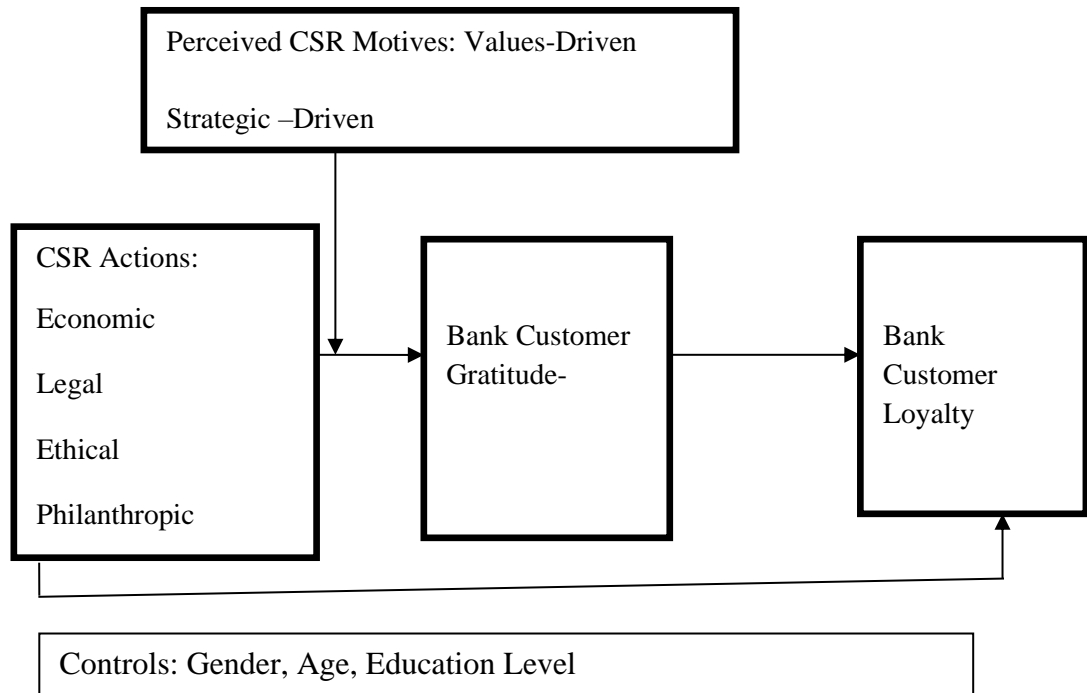 Perceived CSR Motives: Values-Driven
Strategic –Driven
CSR Actions:
Economic
Legal
Ethical
Philanthropic
Bank Customer
Gratitude-
Bank
Customer
Loyalty
Controls: Gender, Age, Education Level